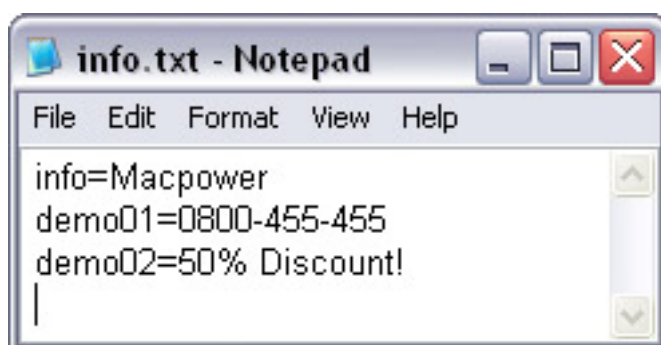 info.txt - Notepad
File Edit Format View Help
info=Macpower
demo01=0800-455-455
demo02=50% Discount!